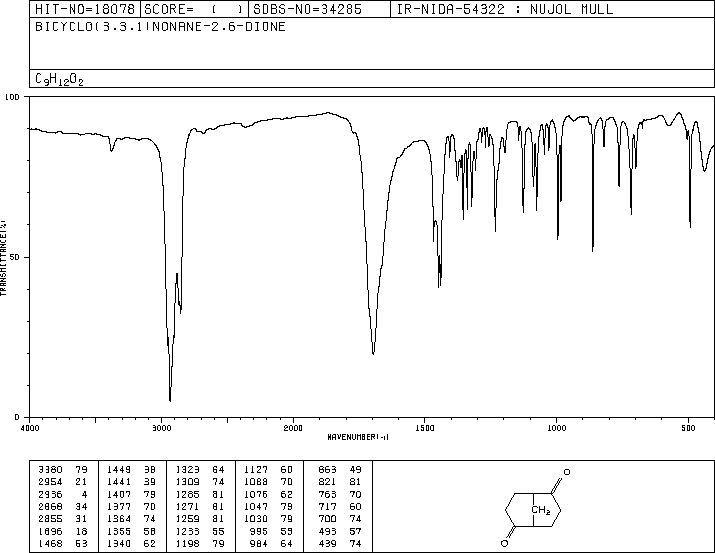 HIT-NO=18078 SCORE= ( ) SDBS-NO=34285 IR-NIDA-54322 : NUJOL MULL
BICYCLO(3.3.1)NONANE-2.6-DIONE
C9H12O2
100
50
0
TRANSMITTANCE(%)
4000 3000 2000 1500 1000 500
WAVENUMBER(-1)
3380 79 1449 38 1323 64 1127 60 863 49
2954 21 1441 39 1309 74 1088 70 821 81
2936 4 1407 79 1285 81 1076 62 763 70
2868 34 1377 70 1271 81 1047 79 717 60
2855 31 1364 74 1259 81 1030 79 700 74
1696 18 1355 58 1233 55 995 53 493 57
1468 63 1340 62 1198 79 984 64 439 74
O
CH2
O